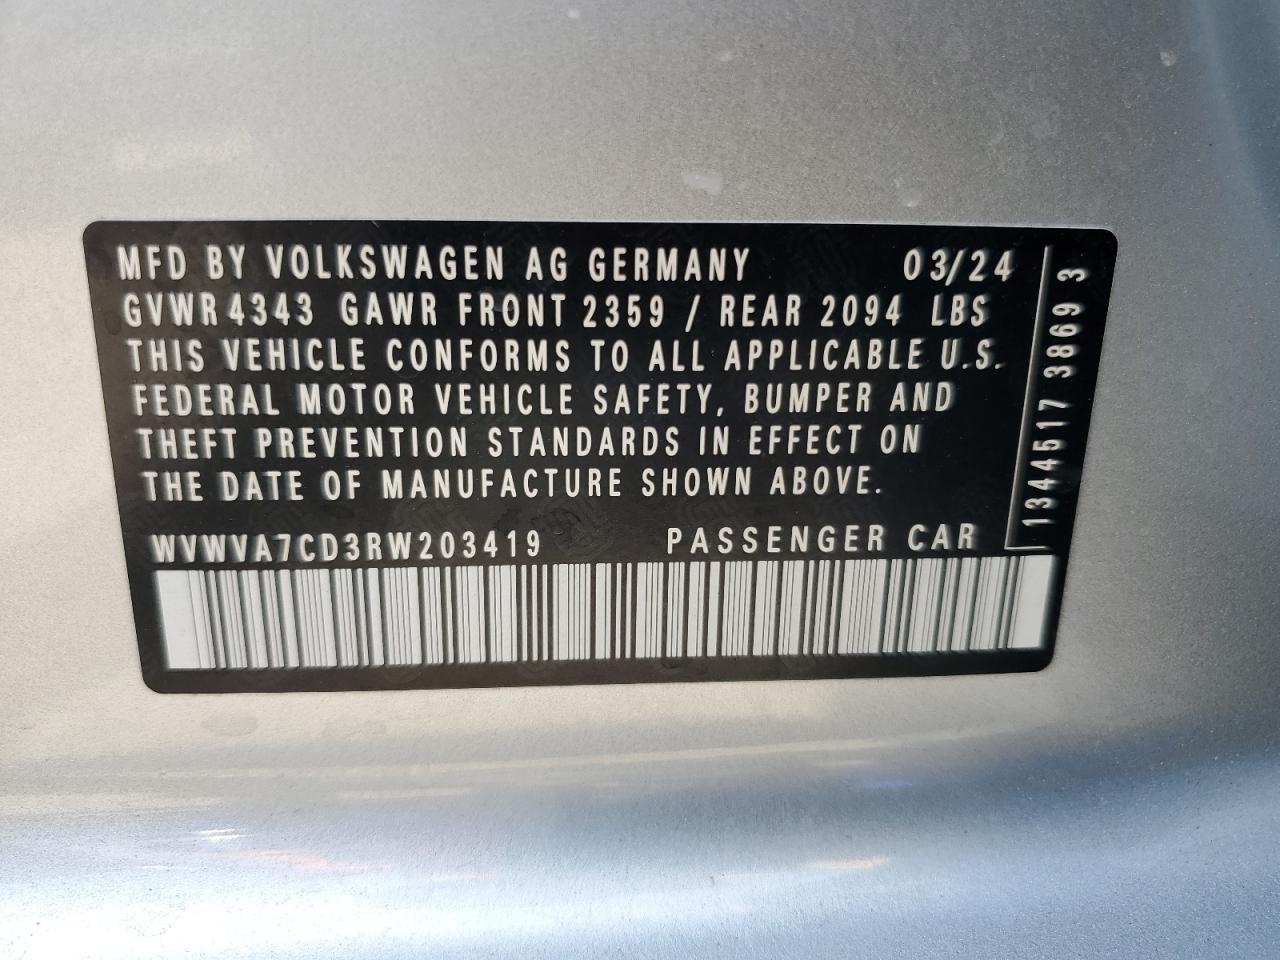 MFD BY VOLKSWAGEN AG GERMANY 03/24
GVWR 4343 GAWR FRONT 2359 / REAR 2094 LBS
THIS VEHICLE CONFORMS TO ALL APPLICABLE U.S.
FEDERAL MOTOR VEHICLE SAFETY, BUMPER AND
THEFT PREVENTION STANDARDS IN EFFECT ON
THE DATE OF MANUFACTURE SHOWN ABOVE.
WVWVA7CD3RW203419 PASSENGER CAR
1344517 3869 3